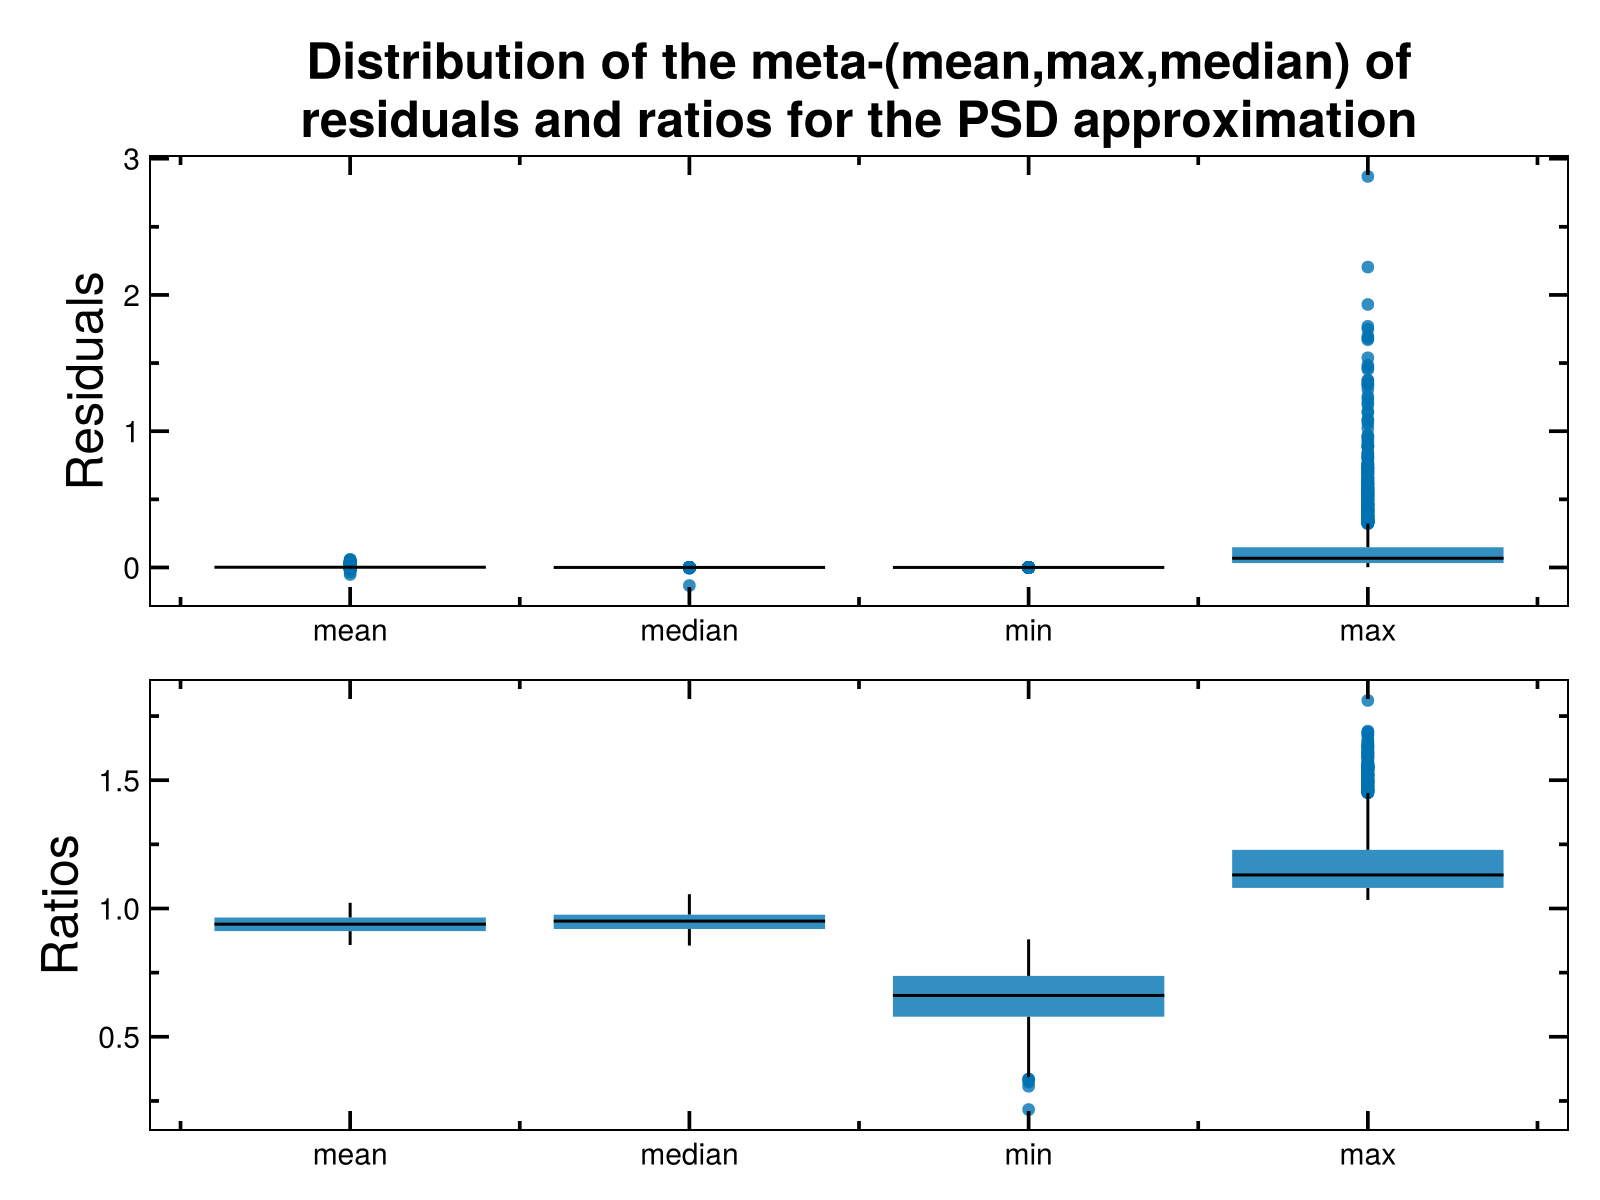 Distribution of the meta-(mean,max,median) of
residuals and ratios for the PSD approximation
Residuals
3
2
1
0
mean median min max
Ratios
1.5
1.0
0.5
mean median min max